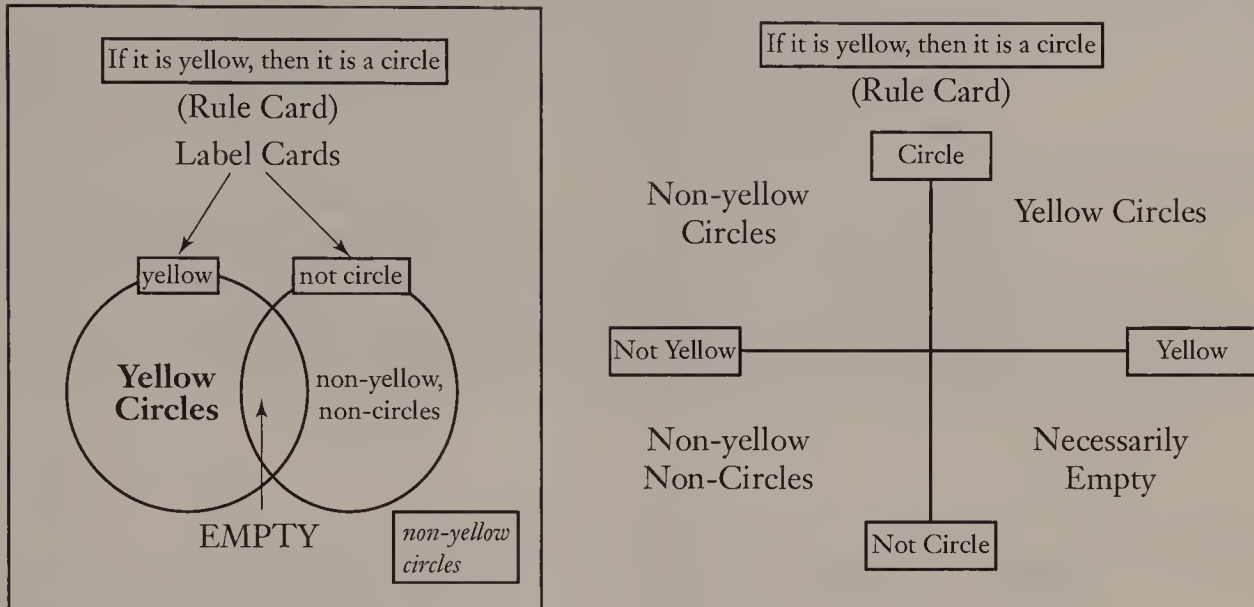 If it is yellow, then it is a circle
(Rule Card)
Label Cards
yellow
not circle
Yellow
Circles
non-yellow,
non-circles
EMPTY
non-yellow
circles
If it is yellow, then it is a circle
(Rule Card)
Circle
Non-yellow
Circles
Yellow Circles
Not Yellow
Yellow
Non-yellow
Non-Circles
Necessarily
Empty
Not Circle